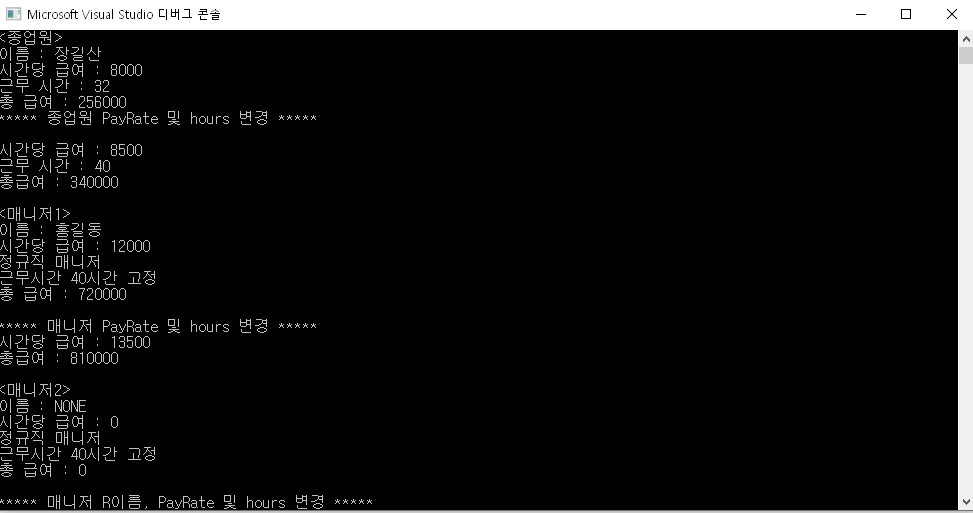 Microsoft Visual Studio 디버그 콘솔
<종업원>
이름 : 장길산
시간당 급여 : 8000
근무 시간 : 32
총 급여 : 256000
***** 종업원 PayRate 및 hours 변경 *****
시간당 급여 : 8500
근무 시간 : 40
총급여 : 340000
<매니저1>
이름 : 홍길동
시간당 급여 : 12000
정규직 매니저
근무시간 40시간 고정
총 급여 : 720000
***** 매니저 PayRate 및 hours 변경 *****
시간당 급여 : 13500
총급여 : 810000
<매니저2>
이름 : NONE
시간당 급여 : 0
정규직 매니저
근무시간 40시간 고정
총 급여 : 0
***** 매니저 R이름, PayRate 및 hours 변경 *****